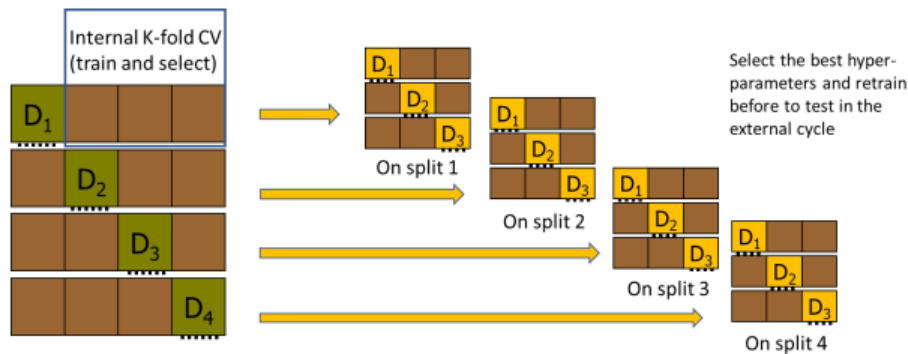 Internal K-fold CV
(train and select)
D₁
D₂
D₃
D₄
D₁
D₂
D₃
On split 1
D₁
D₂
D₃
On split 2
D₁
D₂
D₃
On split 3
D₁
D₂
D₃
On split 4
Select the best hyper-
parameters and retrain
before to test in the
external cycle